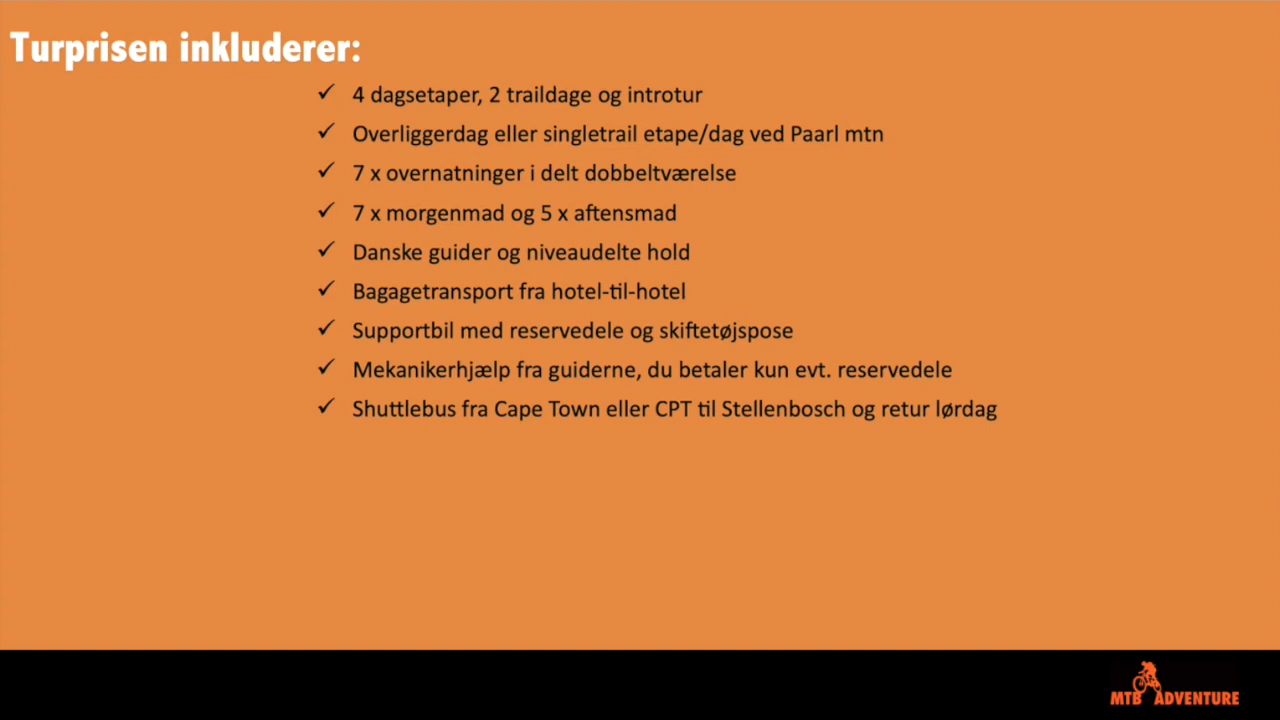 Turprisen inkluderer:
✓ 4 dagsetaper, 2 traildage og introtur
✓ Overliggerdag eller singletrail etape/dag ved Paarl mtn
✓ 7 x overnatninger i delt dobbeltværelse
✓ 7 x morgenmad og 5 x aftensmad
✓ Danske guider og niveaudelte hold
✓ Bagagetransport fra hotel-til-hotel
✓ Supportbil med reservedele og skiftetøjspose
✓ Mekanikerhjælp fra guiderne, du betaler kun evt. reservedele
✓ Shuttlebus fra Cape Town eller CPT til Stellenbosch og retur lørdag
MTB ADVENTURE